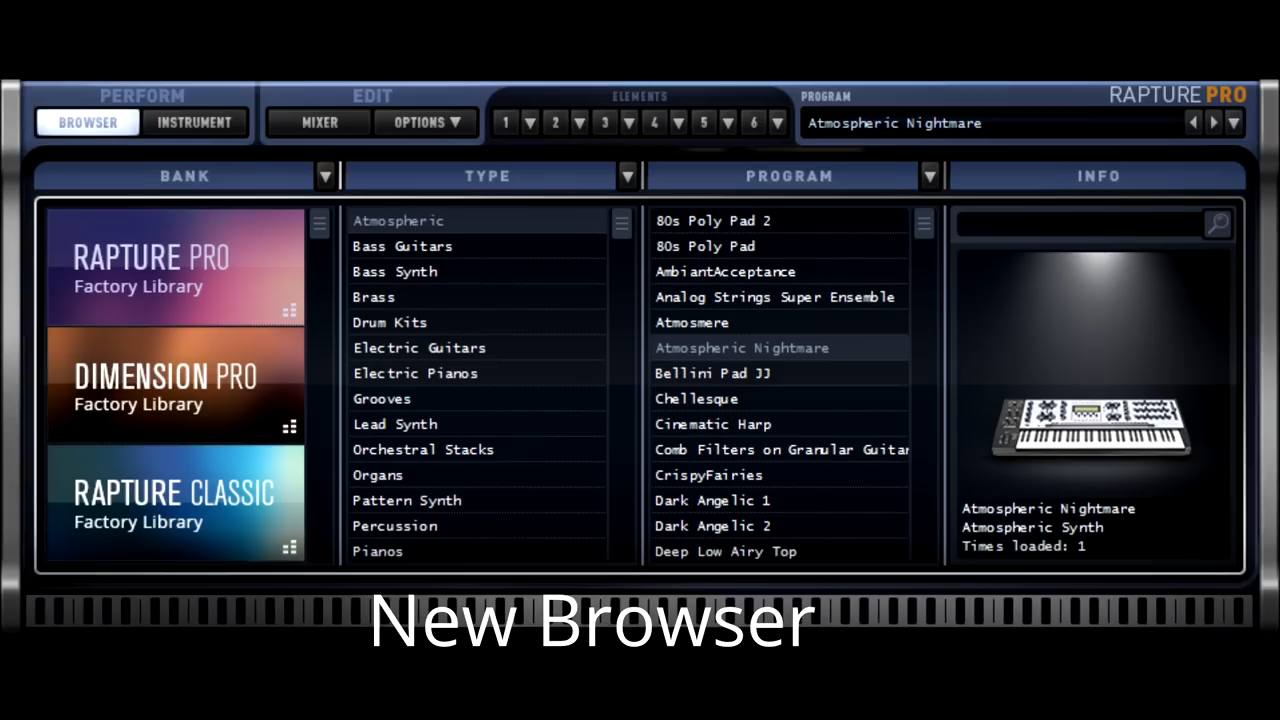 PERFORM
EDIT
ELEMENTS
PROGRAM
RAPTURE PRO
BROWSER
INSTRUMENT
MIXER
OPTIONS
1
2
3
4
5
6
Atmospheric Nightmare
BANK
TYPE
PROGRAM
INFO
RAPTURE PRO
Factory Library
DIMENSION PRO
Factory Library
RAPTURE CLASSIC
Factory Library
Atmospheric
Bass Guitars
Bass Synth
Brass
Drum Kits
Electric Guitars
Electric Pianos
Grooves
Lead Synth
Orchestral Stacks
Organs
Pattern Synth
Percussion
Pianos
80s Poly Pad 2
80s Poly Pad
AmbiantAcceptance
Analog Strings Super Ensemble
Atmosmere
Atmospheric Nightmare
Bellini Pad JJ
Chellesque
Cinematic Harp
Comb Filters on Granular Guitar
CrispyFairies
Dark Angelic 1
Dark Angelic 2
Deep Low Airy Top
Atmospheric Nightmare
Atmospheric Synth
Times loaded: 1
New Browser